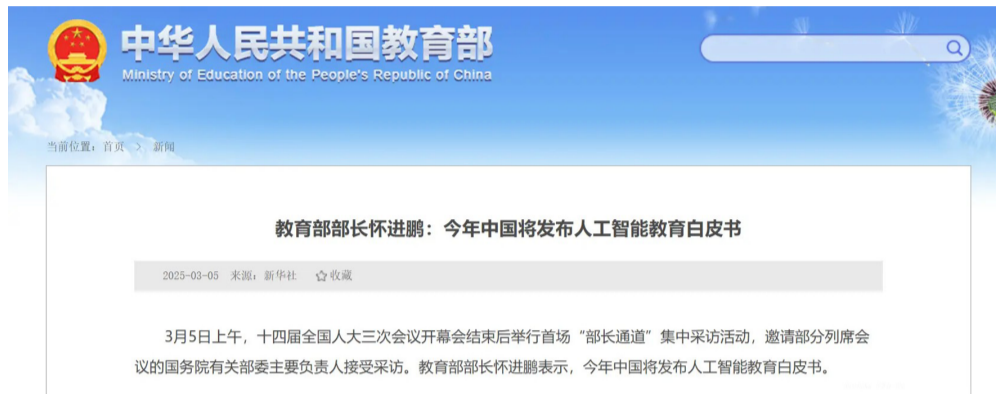 中华人民共和国教育部
Ministry of Education of the People's Republic of China
当前位置：首页 > 新闻
教育部部长怀进鹏：今年中国将发布人工智能教育白皮书
2025-03-05 来源：新华社 收藏
3月5日上午，十四届全国人大三次会议开幕会结束后举行首场“部长通道”集中采访活动，邀请部分列席会
议的国务院有关部委主要负责人接受采访。教育部部长怀进鹏表示，今年中国将发布人工智能教育白皮书。